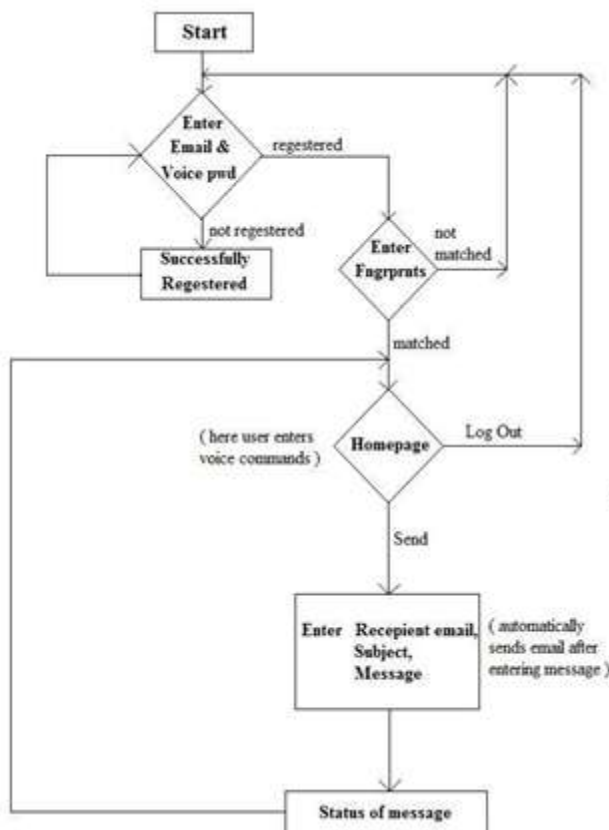 Start
Enter
Email &
Voice pwd
regestered
not regestered
Successfully
Regestered
Enter
Fngrprnts
not
matched
matched
( here user enters
voice commands )
Homepage
Log Out
Send
Enter Recepient email,
Subject,
Message
( automatically
sends email after
entering message )
Status of message